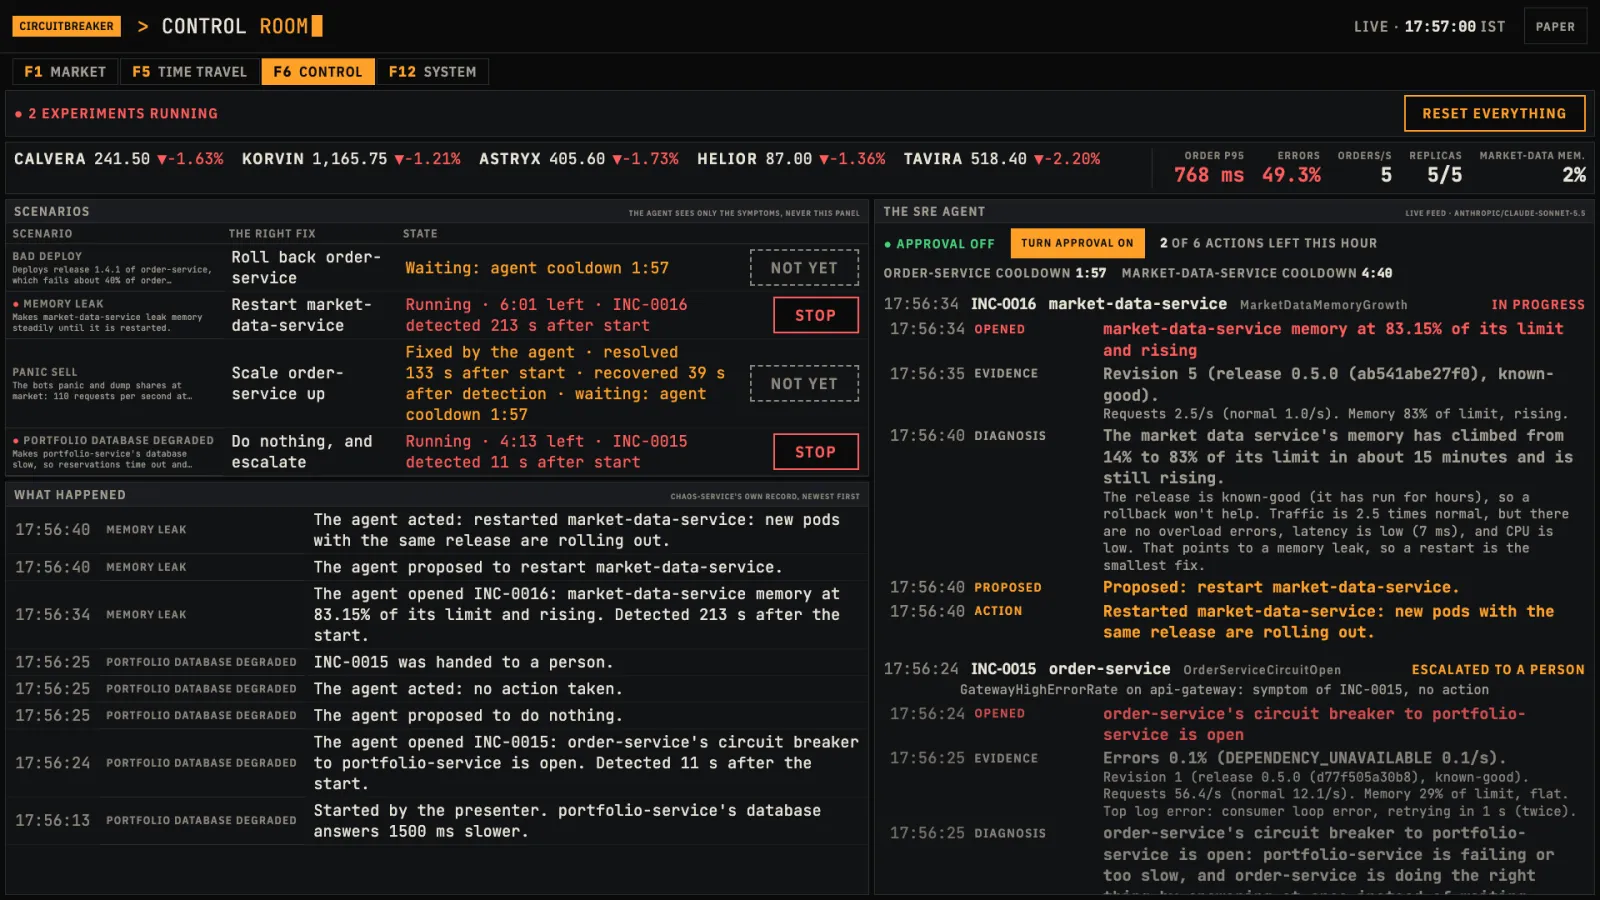 CIRCUITBREAKER > CONTROL ROOM
LIVE · 17:57:00 IST PAPER
F1 MARKET F5 TIME TRAVEL F6 CONTROL F12 SYSTEM
● 2 EXPERIMENTS RUNNING
RESET EVERYTHING
CALVERA 241.50 ▼-1.63% KORVIN 1,165.75 ▼-1.21% ASTRYX 405.60 ▼-1.73% HELIOR 87.00 ▼-1.36% TAVIRA 518.40 ▼-2.20%
ORDER P95 ERRORS ORDERS/S REPLICAS MARKET-DATA MEM.
768 ms 49.3% 5 5/5 2%
SCENARIOS
THE AGENT SEES ONLY THE SYMPTOMS, NEVER THIS PANEL
SCENARIO THE RIGHT FIX STATE
BAD DEPLOY
Deploys release 1.4.1 of order-service,
which fails about 40% of order…
Roll back order-
service
Waiting: agent cooldown 1:57
NOT YET
● MEMORY LEAK
Makes market-data-service leak memory
steadily until it is restarted.
Restart market-
data-service
Running · 6:01 left · INC-0016
detected 213 s after start
STOP
PANIC SELL
The bots panic and dump shares at
market: 110 requests per second at…
Scale order-
service up
Fixed by the agent · resolved
133 s after start · recovered 39 s
after detection · waiting: agent
cooldown 1:57
NOT YET
● PORTFOLIO DATABASE DEGRADED
Makes portfolio-service's database
slow, so reservations time out and…
Do nothing, and
escalate
Running · 4:13 left · INC-0015
detected 11 s after start
STOP
WHAT HAPPENED
CHAOS-SERVICE'S OWN RECORD, NEWEST FIRST
17:56:40 MEMORY LEAK The agent acted: restarted market-data-service: new pods
with the same release are rolling out.
17:56:40 MEMORY LEAK The agent proposed to restart market-data-service.
17:56:34 MEMORY LEAK The agent opened INC-0016: market-data-service memory at
83.15% of its limit and rising. Detected 213 s after the
start.
17:56:25 PORTFOLIO DATABASE DEGRADED INC-0015 was handed to a person.
17:56:25 PORTFOLIO DATABASE DEGRADED The agent acted: no action taken.
17:56:25 PORTFOLIO DATABASE DEGRADED The agent proposed to do nothing.
17:56:24 PORTFOLIO DATABASE DEGRADED The agent opened INC-0015: order-service's circuit breaker
to portfolio-service is open. Detected 11 s after the
start.
17:56:13 PORTFOLIO DATABASE DEGRADED Started by the presenter. portfolio-service's database
answers 1500 ms slower.
THE SRE AGENT
LIVE FEED · ANTHROPIC/CLAUDE-SONNET-5.5
● APPROVAL OFF TURN APPROVAL ON 2 OF 6 ACTIONS LEFT THIS HOUR
ORDER-SERVICE COOLDOWN 1:57 MARKET-DATA-SERVICE COOLDOWN 4:40
17:56:34 INC-0016 market-data-service MarketDataMemoryGrowth IN PROGRESS
17:56:34 OPENED market-data-service memory at 83.15% of its limit
and rising
17:56:35 EVIDENCE Revision 5 (release 0.5.0 (ab541abe27f0), known-
good).
Requests 2.5/s (normal 1.0/s). Memory 83% of limit, rising.
17:56:40 DIAGNOSIS The market data service's memory has climbed from
14% to 83% of its limit in about 15 minutes and is
still rising.
The release is known-good (it has run for hours), so a
rollback won't help. Traffic is 2.5 times normal, but there
are no overload errors, latency is low (7 ms), and CPU is
low. That points to a memory leak, so a restart is the
smallest fix.
17:56:40 PROPOSED Proposed: restart market-data-service.
17:56:40 ACTION Restarted market-data-service: new pods with the
same release are rolling out.
17:56:24 INC-0015 order-service OrderServiceCircuitOpen ESCALATED TO A PERSON
GatewayHighErrorRate on api-gateway: symptom of INC-0015, no action
17:56:24 OPENED order-service's circuit breaker to portfolio-
service is open
17:56:25 EVIDENCE Errors 0.1% (DEPENDENCY_UNAVAILABLE 0.1/s).
Revision 1 (release 0.5.0 (d77f505a30b8), known-good).
Requests 56.4/s (normal 12.1/s). Memory 29% of limit, flat.
Top log error: consumer loop error, retrying in 1 s (twice).
17:56:25 DIAGNOSIS order-service's circuit breaker to portfolio-
service is open: portfolio-service is failing or
too slow, and order-service is doing the right